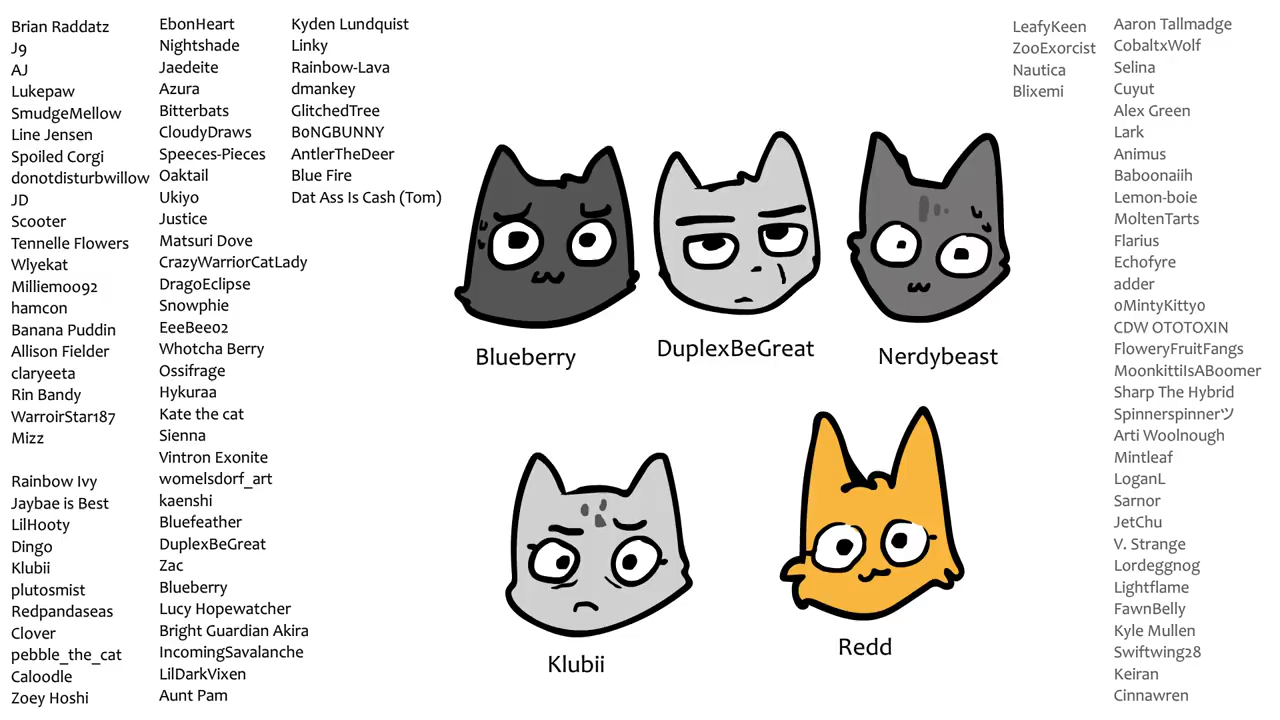 Brian Raddatz
J9
AJ
Lukepaw
SmudgeMellow
Line Jensen
Spoiled Corgi
donotdisturbwillow
JD
Scooter
Tennelle Flowers
Wlyekat
Milliemoo92
hamcon
Banana Puddin
Allison Fielder
claryeeta
Rin Bandy
WarroirStar187
Mizz
Rainbow Ivy
Jaybae is Best
LilHooty
Dingo
Klubii
plutosmist
Redpandaseas
Clover
pebble_the_cat
Caloodle
Zoey Hoshi
EbonHeart
Nightshade
Jaedeite
Azura
Bitterbats
CloudyDraws
Speeces-Pieces
Oaktail
Ukiyo
Justice
Matsuri Dove
CrazyWarriorCatLady
DragoEclipse
Snowphie
EeeBee02
Whotcha Berry
Ossifrage
Hykuraa
Kate the cat
Sienna
Vintron Exonite
womelsdorf_art
kaenshi
Bluefeather
DuplexBeGreat
Zac
Blueberry
Lucy Hopewatcher
Bright Guardian Akira
IncomingSavalanche
LilDarkVixen
Aunt Pam
Kyden Lundquist
Linky
Rainbow-Lava
dmankey
GlitchedTree
B0NGBUNNY
AntlerTheDeer
Blue Fire
Dat Ass Is Cash (Tom)
Blueberry
DuplexBeGreat
Nerdybeast
Klubii
Redd
LeafyKeen
ZooExorcist
Nautica
Blixemi
Aaron Tallmadge
CobaltxWolf
Selina
Cuyut
Alex Green
Lark
Animus
Baboonaiih
Lemon-boie
MoltenTarts
Flarius
Echofyre
adder
0MintyKitty0
CDW OTOTOXIN
FloweryFruitFangs
MoonkittiIsABoomer
Sharp The Hybrid
Spinnerspinnerツ
Arti Woolnough
Mintleaf
LoganL
Sarnor
JetChu
V. Strange
Lordeggnog
Lightflame
FawnBelly
Kyle Mullen
Swiftwing28
Keiran
Cinnawren